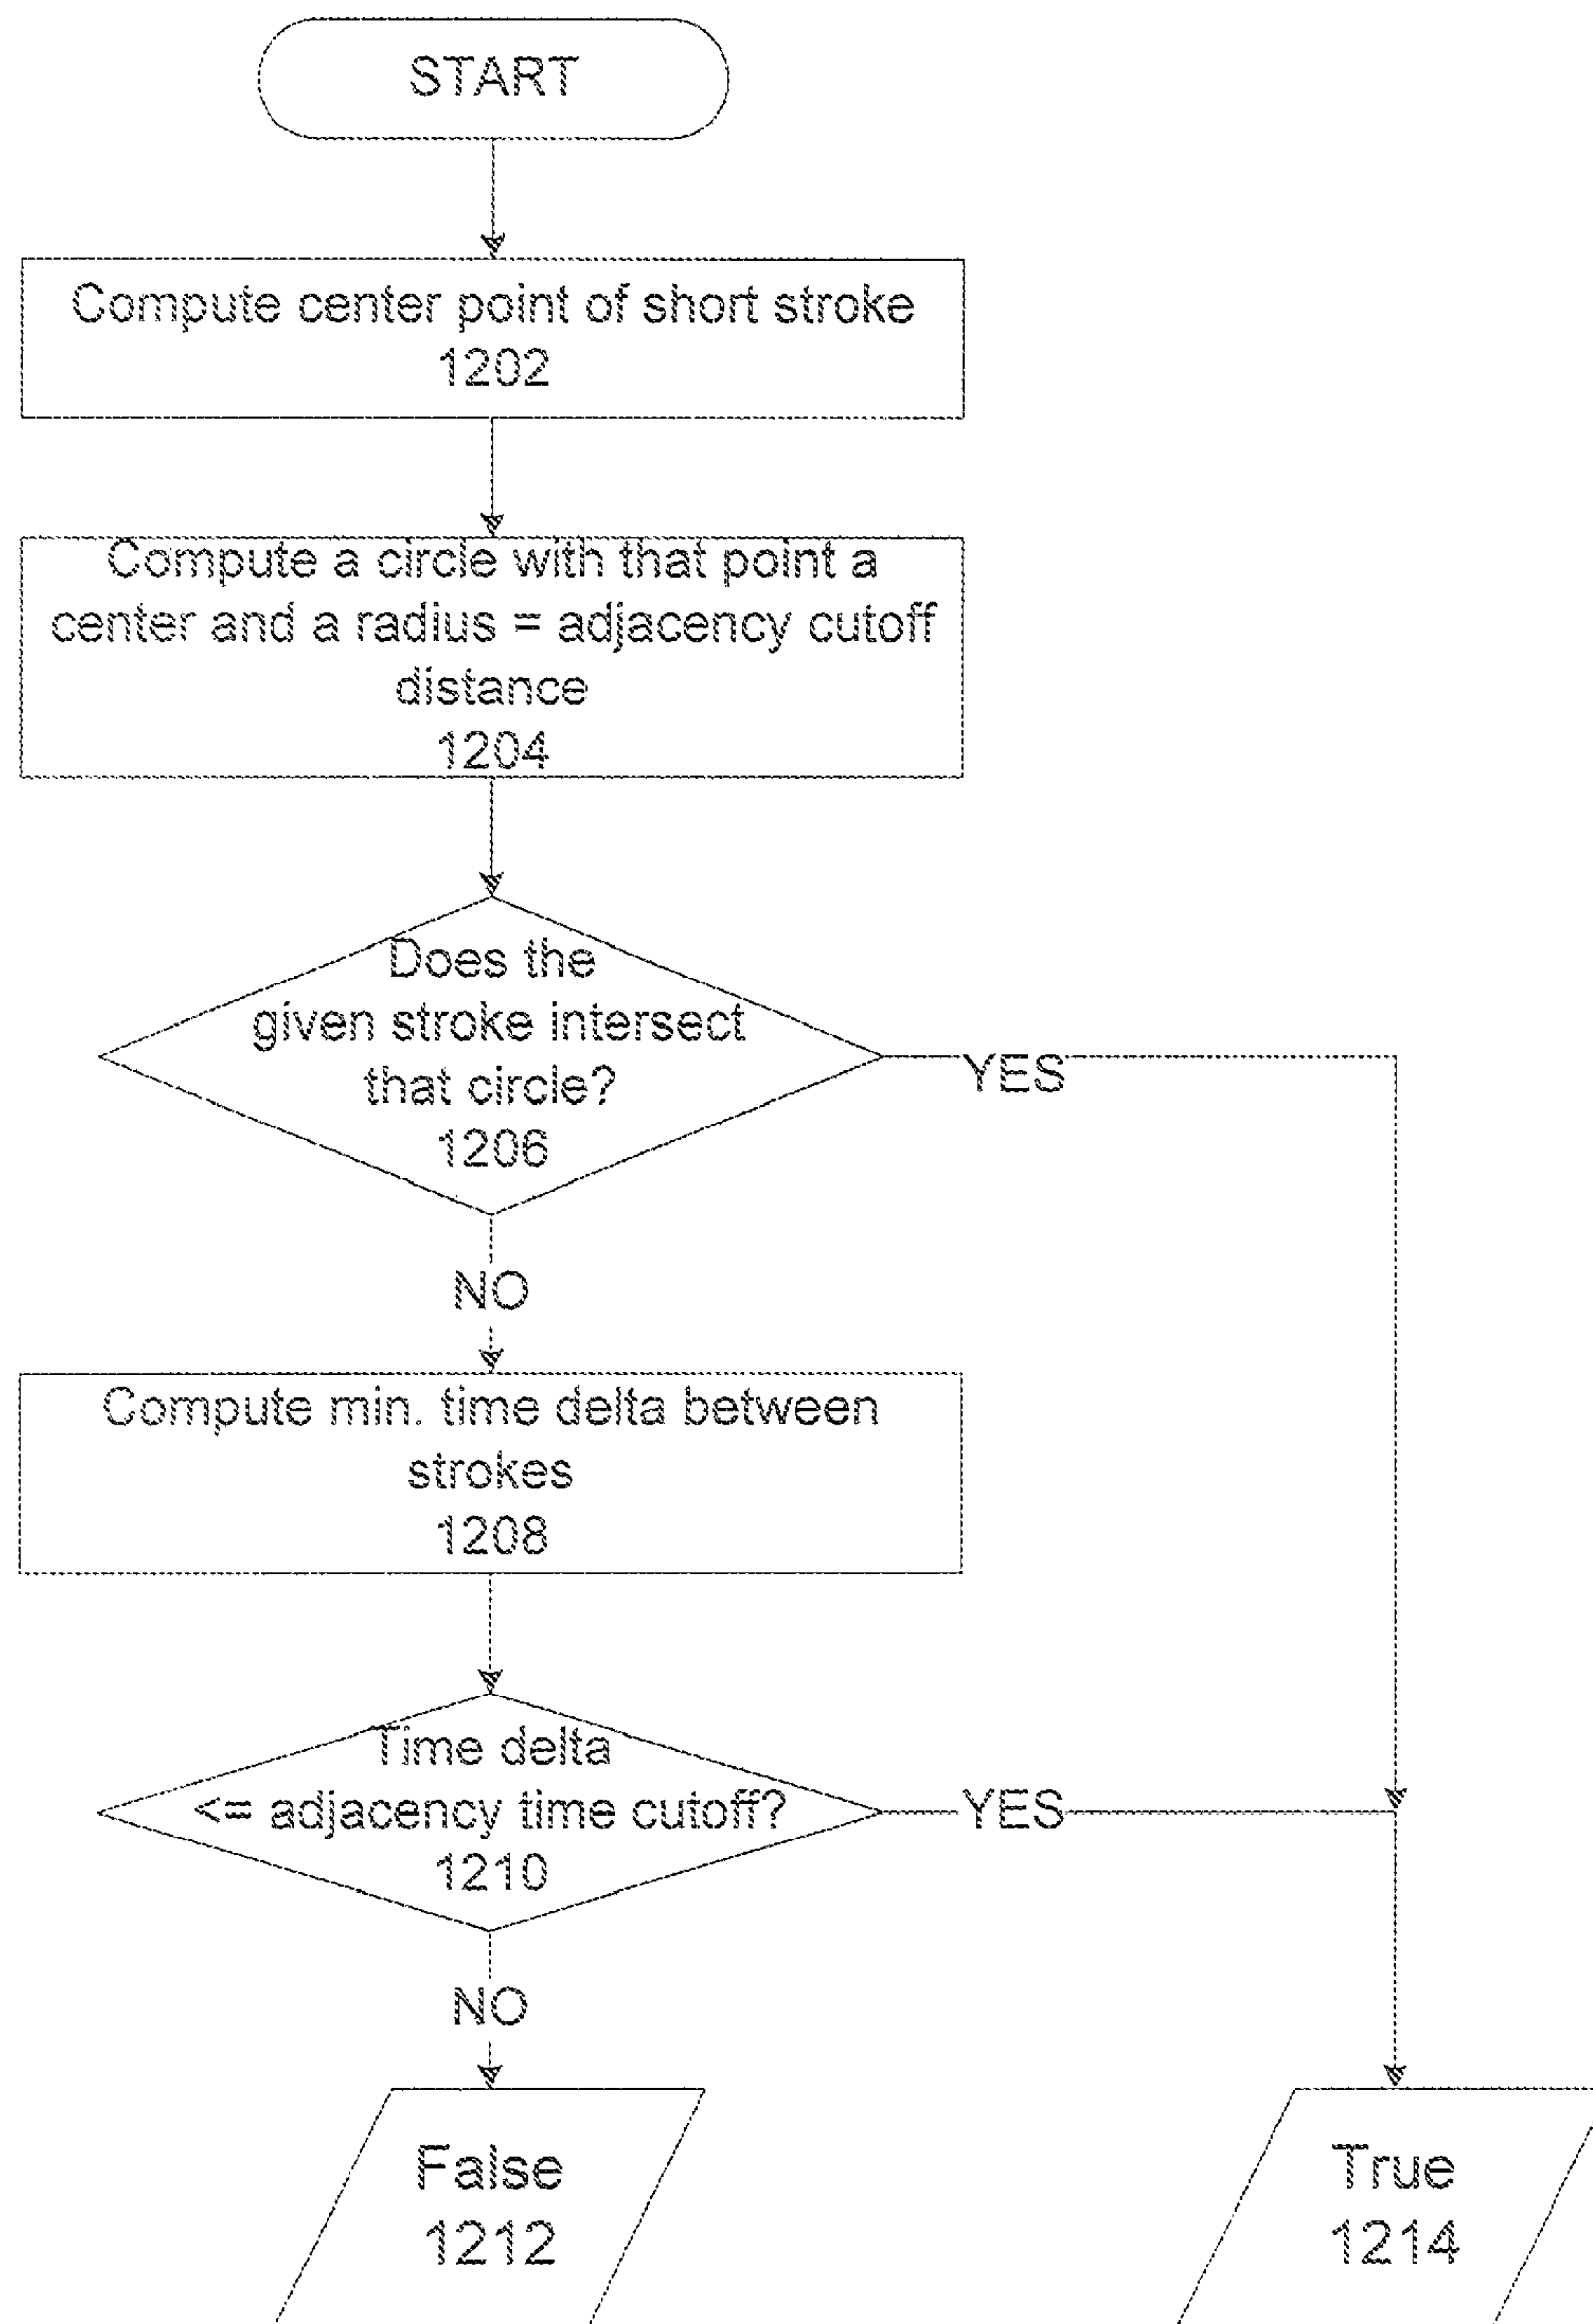 START
Compute center point of short stroke
1202
Compute a circle with that point a
center and a radius = adjacency cutoff
distance
1204
Does the
given stroke intersect
that circle?
1206
YES
NO
Compute min. time delta between
strokes
1208
Time delta
<= adjacency time cutoff?
1210
YES
NO
False
1212
True
1214